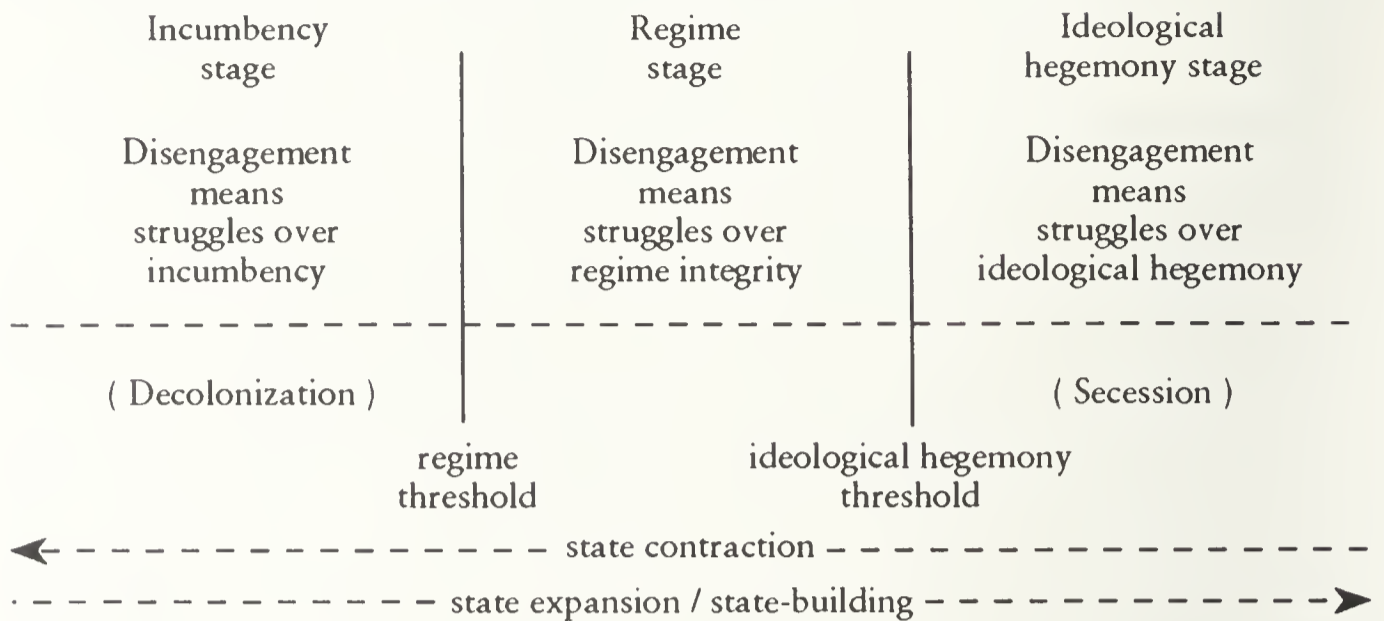 Incumbency
stage
Regime
stage
Ideological
hegemony stage
Disengagement
means
struggles over
incumbency
Disengagement
means
struggles over
regime integrity
Disengagement
means
struggles over
ideological hegemony
( Decolonization )
( Secession )
regime
threshold
ideological hegemony
threshold
state contraction
state expansion / state-building